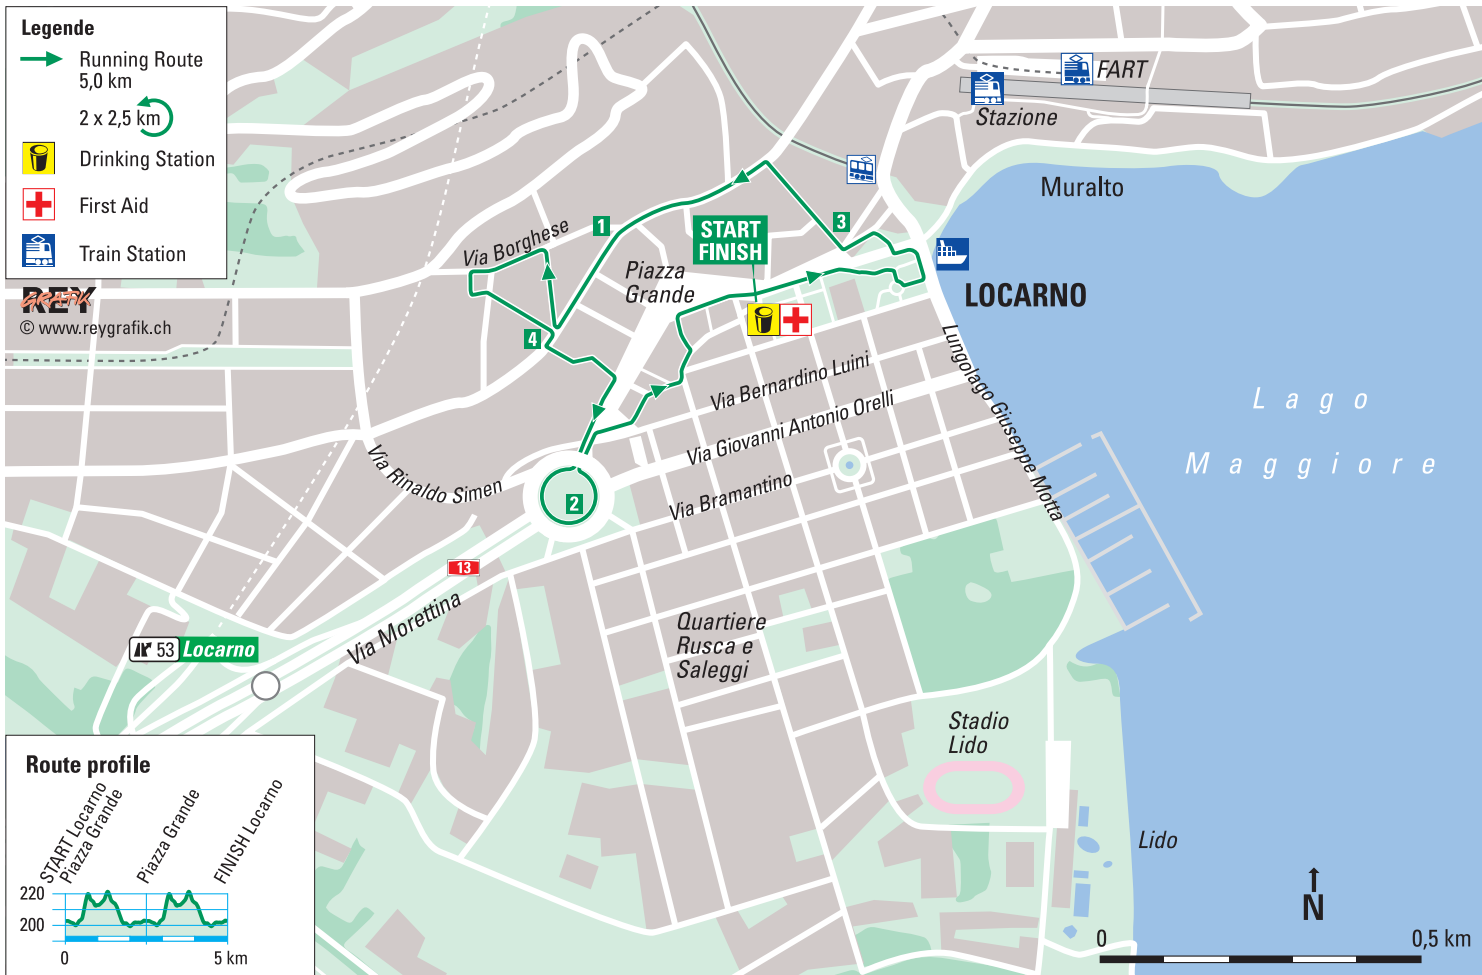 Legende
Running Route
5,0 km
2 x 2,5 km
Drinking Station
First Aid
Train Station
REY
GRAFIK
© www.reygrafik.ch
FART
Stazione
Muralto
1
3
START
FINISH
Via Borghese
Piazza
Grande
LOCARNO
4
Via Bernardino Luini
Lungolago Giuseppe Motta
Via Giovanni Antonio Orelli
Lago
Maggiore
Via Rinaldo Simen
Via Bramantino
2
13
Via Morettina
53 Locarno
Quartiere
Rusca e
Saleggi
Stadio
Lido
Lido
Route profile
START Locarno
Piazza Grande
Piazza Grande
FINISH Locarno
220
200
0
5 km
N
0
0,5 km